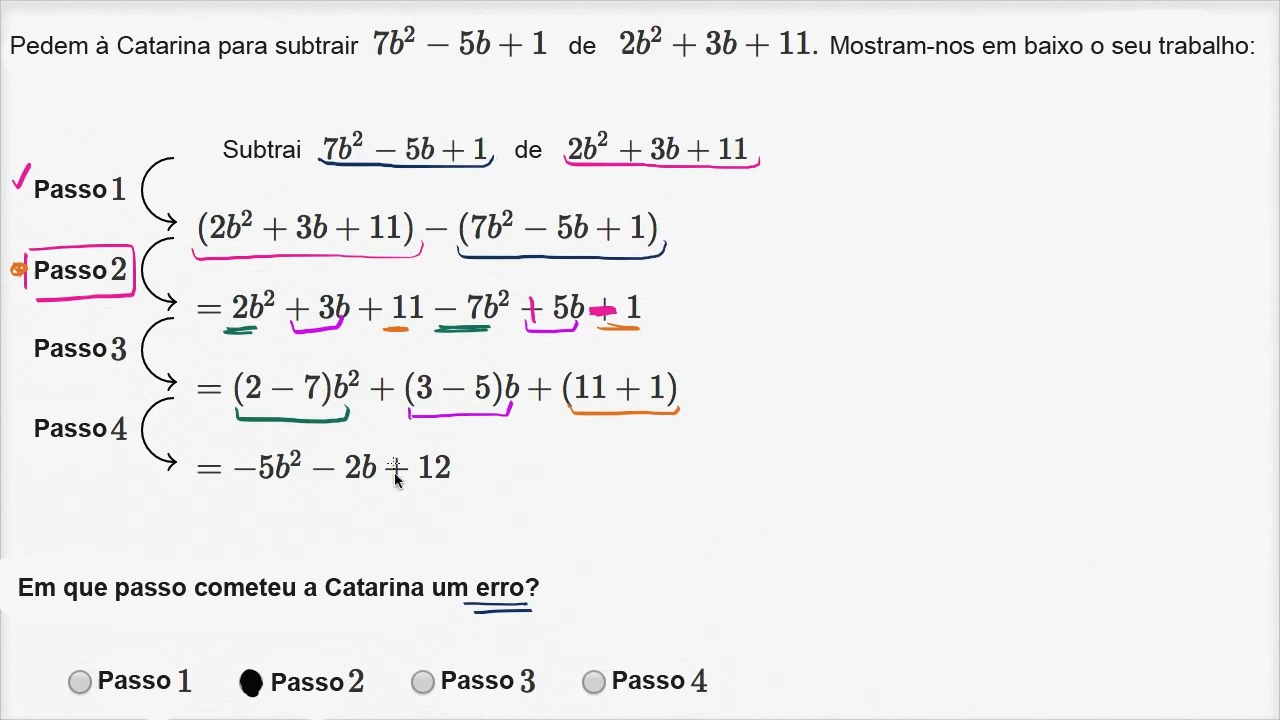 Pedem à Catarina para subtrair 7b² − 5b + 1 de 2b² + 3b + 11. Mostram-nos em baixo o seu trabalho:
Subtrai 7b² − 5b + 1 de 2b² + 3b + 11
Passo 1
(2b² + 3b + 11) − (7b² − 5b + 1)
Passo 2
= 2b² + 3b + 11 − 7b² + 5b − 1
Passo 3
= (2 − 7)b² + (3 − 5)b + (11 + 1)
Passo 4
= −5b² − 2b + 12
Em que passo cometeu a Catarina um erro?
Passo 1 Passo 2 Passo 3 Passo 4